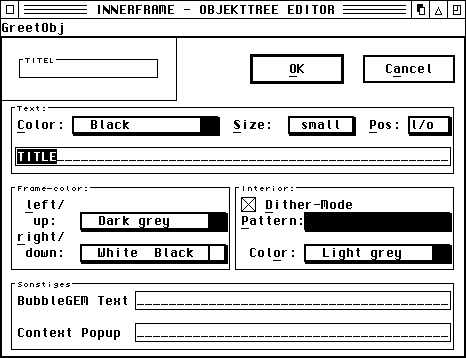 INNERFRAME - OBJEKTTREE EDITOR
GreetObj
TITEL
OK Cancel
Text:
Color: Black Size: small Pos: l/o
TITLE
Frame-color: Interior:
left/ Dither-Mode
up: Dark grey Pattern:
right/
down: White Black Color: Light grey
Sonstiges
BubbleGEM Text
Context Popup